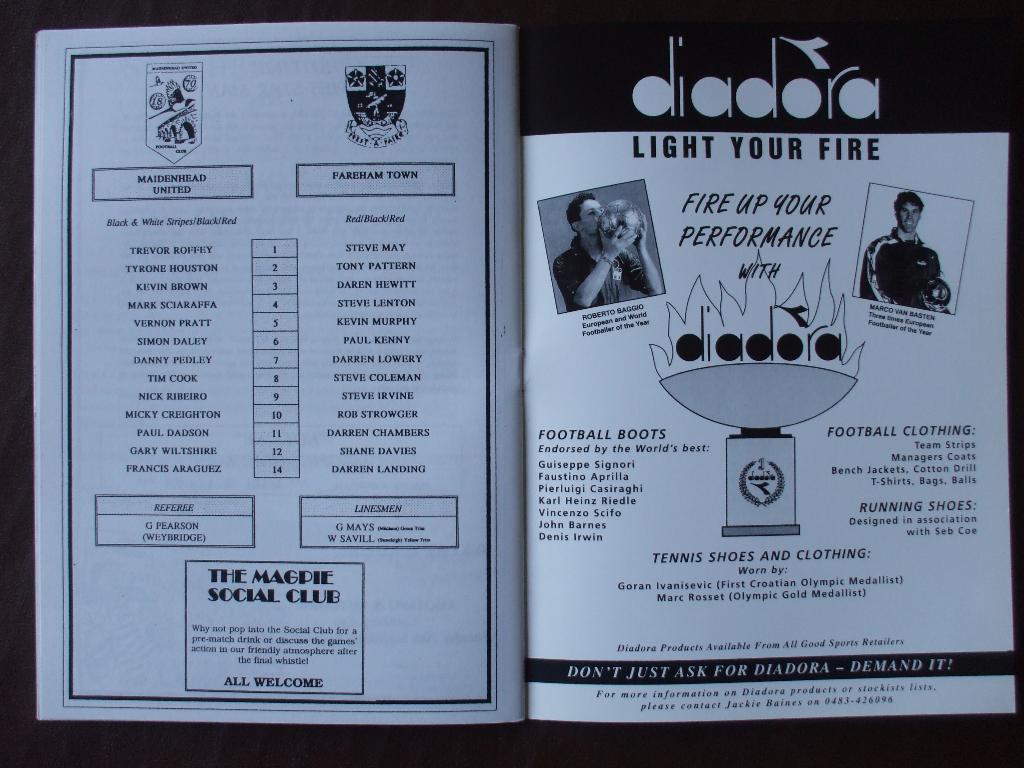 MAIDENHEAD UNITED
18
70
FOOTBALL
CLUB
MAIDENHEAD
UNITED
FAREHAM TOWN
Black & White Stripes/Black/Red
Red/Black/Red
TREVOR ROFFEY 1 STEVE MAY
TYRONE HOUSTON 2 TONY PATTERN
KEVIN BROWN 3 DAREN HEWITT
MARK SCIARAFFA 4 STEVE LENTON
VERNON PRATT 5 KEVIN MURPHY
SIMON DALEY 6 PAUL KENNY
DANNY PEDLEY 7 DARREN LOWERY
TIM COOK 8 STEVE COLEMAN
NICK RIBEIRO 9 STEVE IRVINE
MICKY CREIGHTON 10 ROB STROWGER
PAUL DADSON 11 DARREN CHAMBERS
GARY WILTSHIRE 12 SHANE DAVIES
FRANCIS ARAGUEZ 14 DARREN LANDING
REFEREE
G PEARSON
(WEYBRIDGE)
LINESMEN
G MAYS Green Trim
W SAVILL Yellow Trim
THE MAGPIE
SOCIAL CLUB
Why not pop into the Social Club for a
pre-match drink or discuss the games'
action in our friendly atmosphere after
the final whistle!
ALL WELCOME
diadora
LIGHT YOUR FIRE
FIRE UP YOUR
PERFORMANCE
WITH
diadora
ROBERTO BAGGIO
European and World
Footballer of the Year
MARCO VAN BASTEN
Three times European
Footballer of the Year
FOOTBALL BOOTS
Endorsed by the World's best:
Guiseppe Signori
Faustino Aprilla
Pierluigi Casiraghi
Karl Heinz Riedle
Vincenzo Scifo
John Barnes
Denis Irwin
1
diadora
FOOTBALL CLOTHING:
Team Strips
Managers Coats
Bench Jackets, Cotton Drill
T-Shirts, Bags, Balls
RUNNING SHOES:
Designed in association
with Seb Coe
TENNIS SHOES AND CLOTHING:
Worn by:
Goran Ivanisevic (First Croatian Olympic Medallist)
Marc Rosset (Olympic Gold Medallist)
Diadora Products Available From All Good Sports Retailers
DON'T JUST ASK FOR DIADORA – DEMAND IT!
For more information on Diadora products or stockists lists,
please contact Jackie Baines on 0483-426096